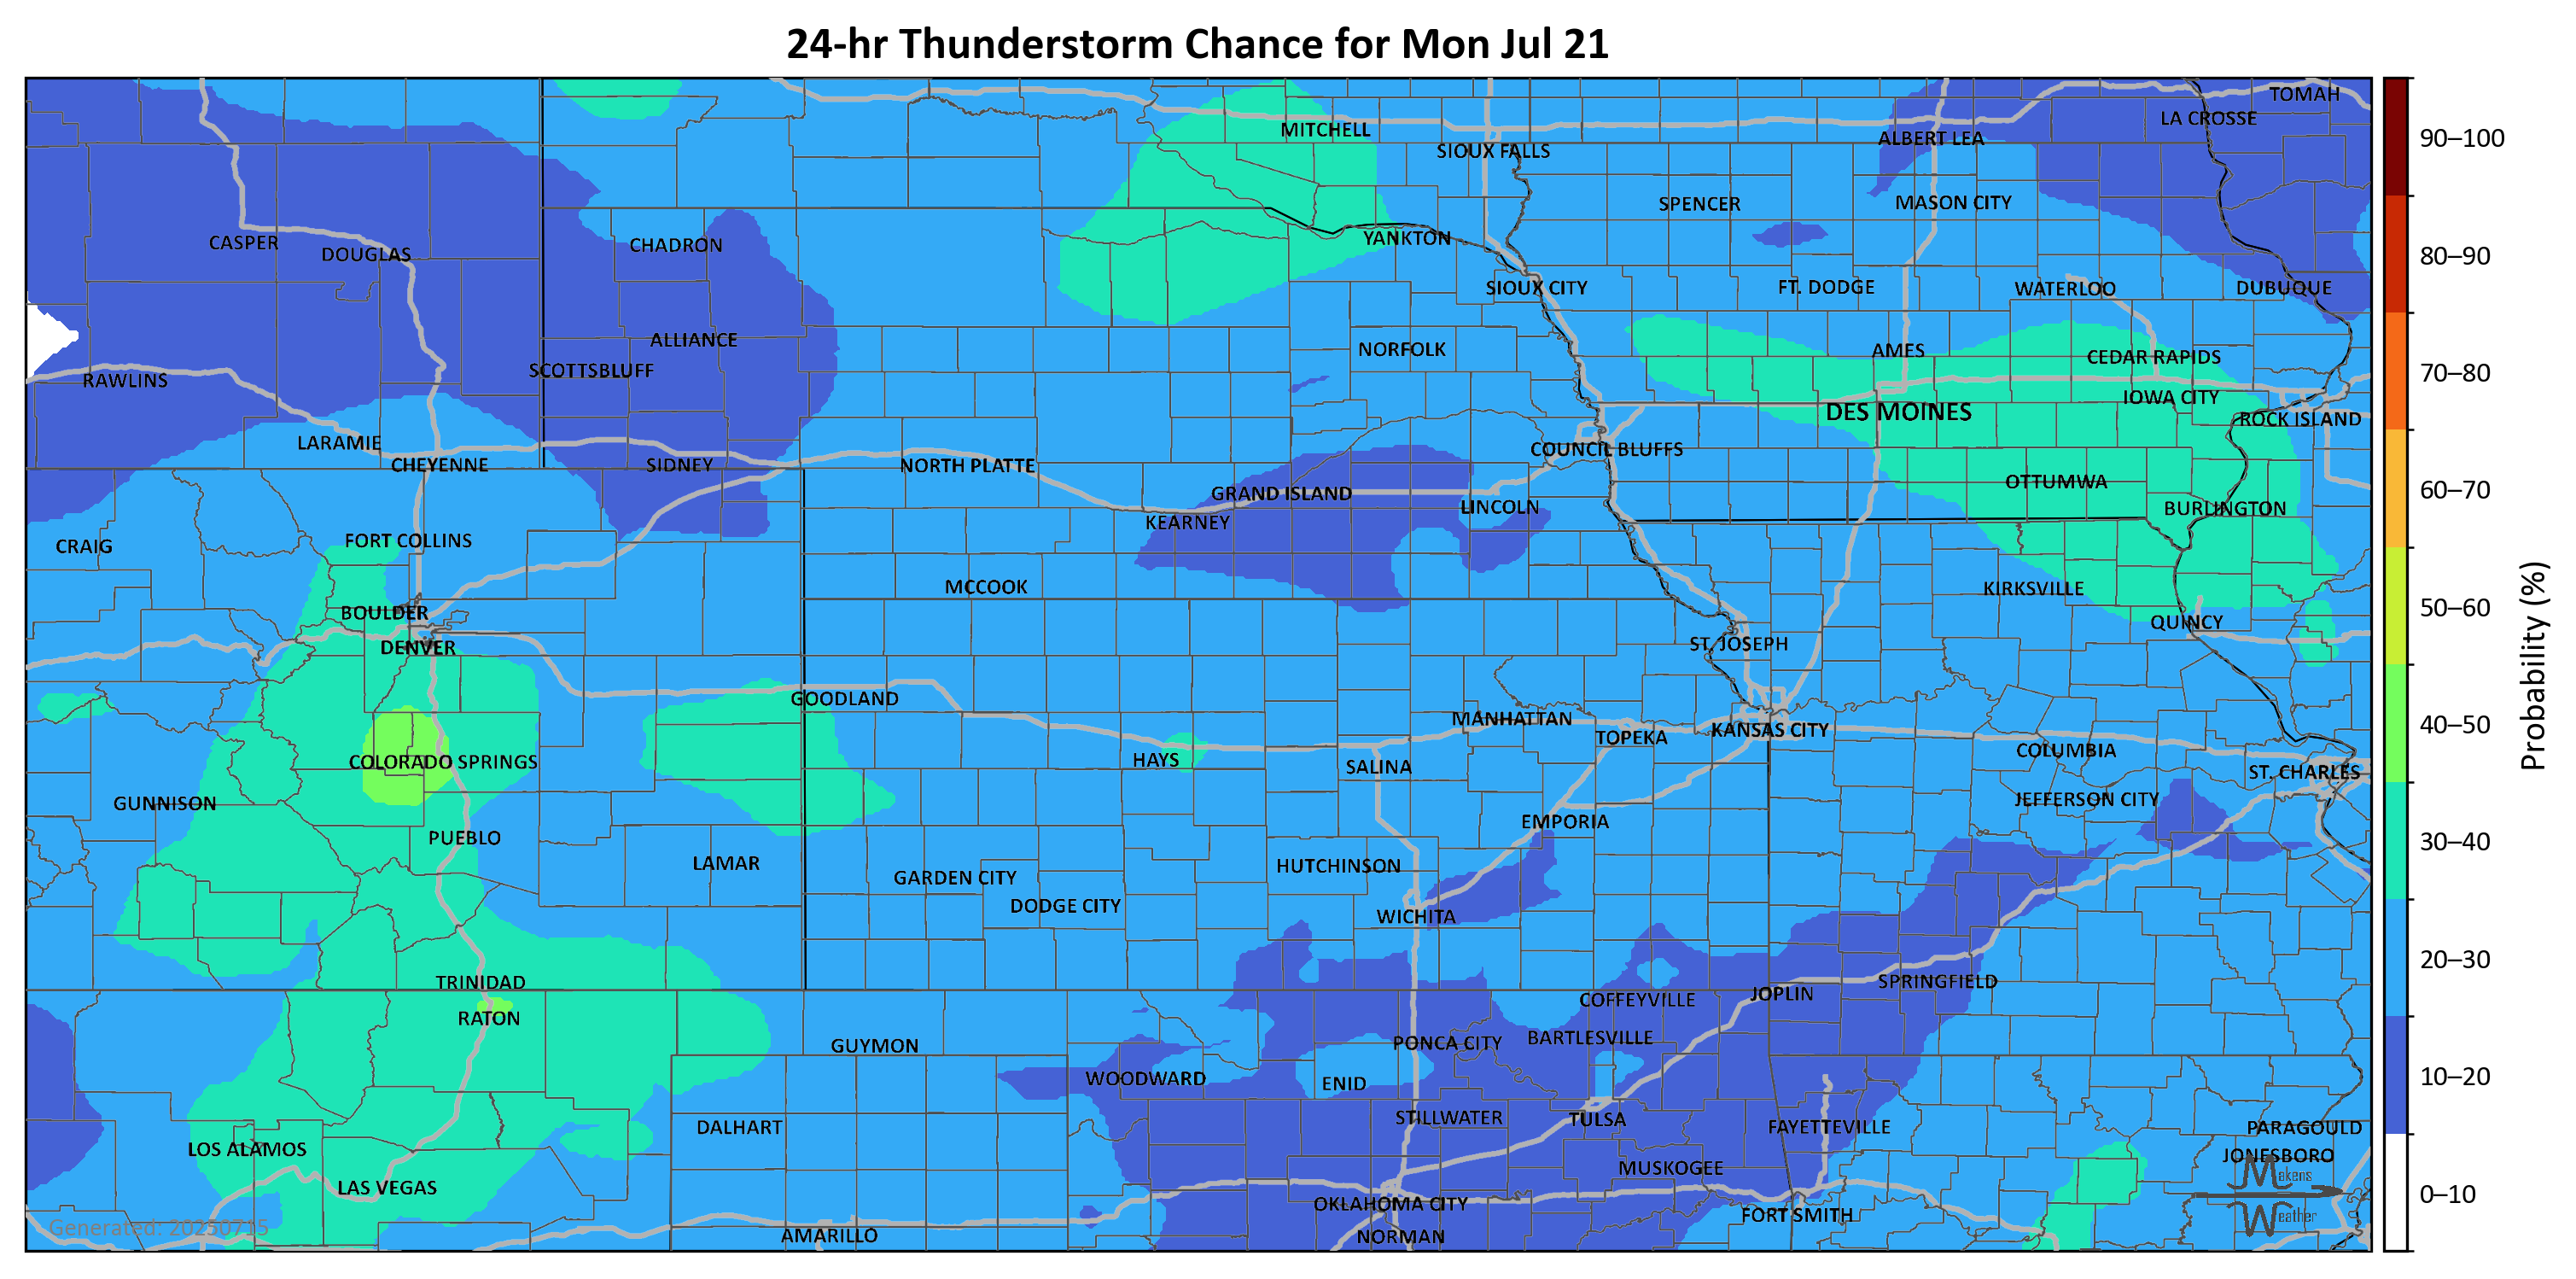 24-hr Thunderstorm Chance for Mon Jul 21
TOMAH
LA CROSSE
MITCHELL
ALBERT LEA
SIOUX FALLS
SPENCER
MASON CITY
CASPER
DOUGLAS
CHADRON
YANKTON
SIOUX CITY
FT. DODGE
WATERLOO
DUBUQUE
ALLIANCE
NORFOLK
AMES
CEDAR RAPIDS
RAWLINS
SCOTTSBLUFF
IOWA CITY
DES MOINES
ROCK ISLAND
LARAMIE
COUNCIL BLUFFS
CHEYENNE
SIDNEY
NORTH PLATTE
OTTUMWA
GRAND ISLAND
LINCOLN
BURLINGTON
KEARNEY
CRAIG
FORT COLLINS
MCCOOK
KIRKSVILLE
BOULDER
QUINCY
DENVER
ST. JOSEPH
GOODLAND
MANHATTAN
TOPEKA
KANSAS CITY
COLUMBIA
COLORADO SPRINGS
HAYS
SALINA
ST. CHARLES
GUNNISON
JEFFERSON CITY
PUEBLO
EMPORIA
LAMAR
HUTCHINSON
GARDEN CITY
DODGE CITY
WICHITA
TRINIDAD
SPRINGFIELD
COFFEYVILLE
JOPLIN
RATON
GUYMON
PONCA CITY
BARTLESVILLE
WOODWARD
ENID
STILLWATER
TULSA
DALHART
FAYETTEVILLE
PARAGOULD
LOS ALAMOS
JONESBORO
MUSKOGEE
LAS VEGAS
OKLAHOMA CITY
FORT SMITH
AMARILLO
NORMAN
Generated: 20250715
Makens
Weather
90–100
80–90
70–80
60–70
50–60
40–50
30–40
20–30
10–20
0–10
Probability (%)